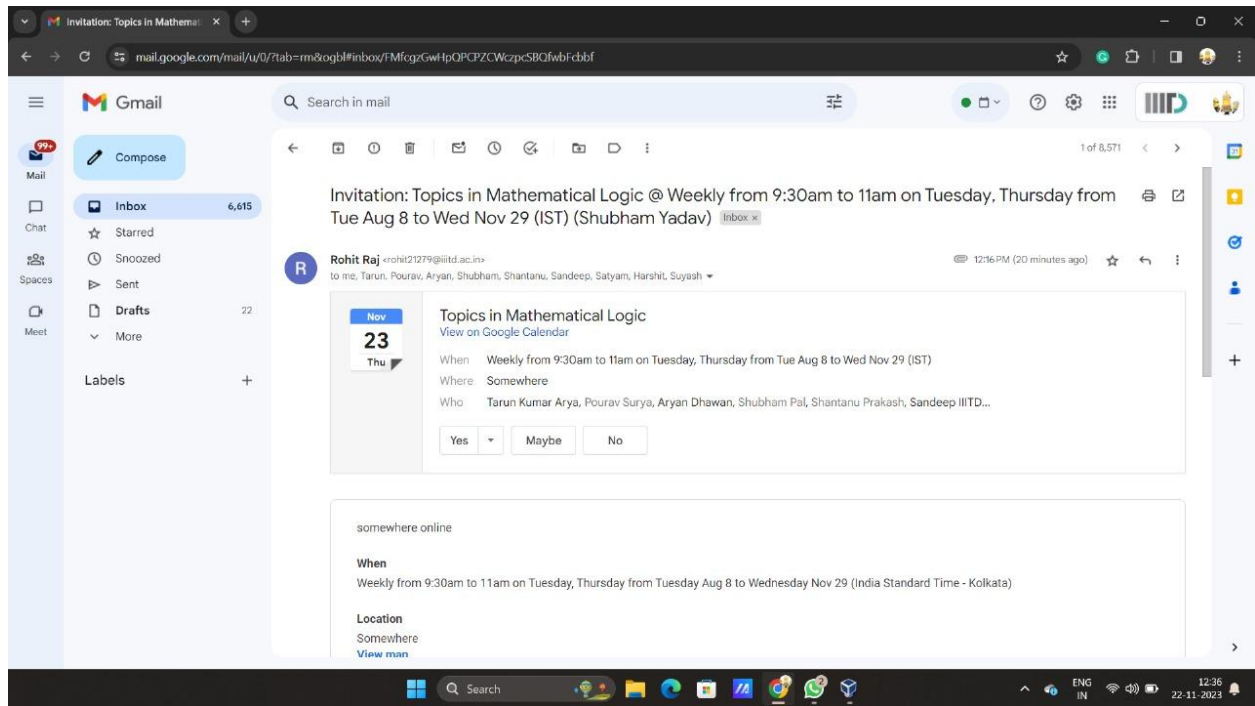 Invitation: Topics in Mathemat
mail.google.com/mail/u/0/?tab=rm&ogbl#inbox/FMfcgzGwHpQPCPZCWczpcSBQfwbFcbbf
Gmail
Search in mail
IIITD
99+
Mail
Compose
1 of 8,571
Inbox 6,615
Starred
Snoozed
Sent
Drafts 22
More
Labels
Chat
Spaces
Meet
Invitation: Topics in Mathematical Logic @ Weekly from 9:30am to 11am on Tuesday, Thursday from
Tue Aug 8 to Wed Nov 29 (IST) (Shubham Yadav) Inbox ×
R
Rohit Raj <rohit21279@iiitd.ac.in> 12:16 PM (20 minutes ago)
to me, Tarun, Pourav, Aryan, Shubham, Shantanu, Sandeep, Satyam, Harshit, Suyash
Nov
23
Thu
Topics in Mathematical Logic
View on Google Calendar
When Weekly from 9:30am to 11am on Tuesday, Thursday from Tue Aug 8 to Wed Nov 29 (IST)
Where Somewhere
Who Tarun Kumar Arya, Pourav Surya, Aryan Dhawan, Shubham Pal, Shantanu Prakash, Sandeep IIITD...
Yes Maybe No
somewhere online
When
Weekly from 9:30am to 11am on Tuesday, Thursday from Tuesday Aug 8 to Wednesday Nov 29 (India Standard Time - Kolkata)
Location
Somewhere
View map
Search
ENG
IN
12:36
22-11-2023